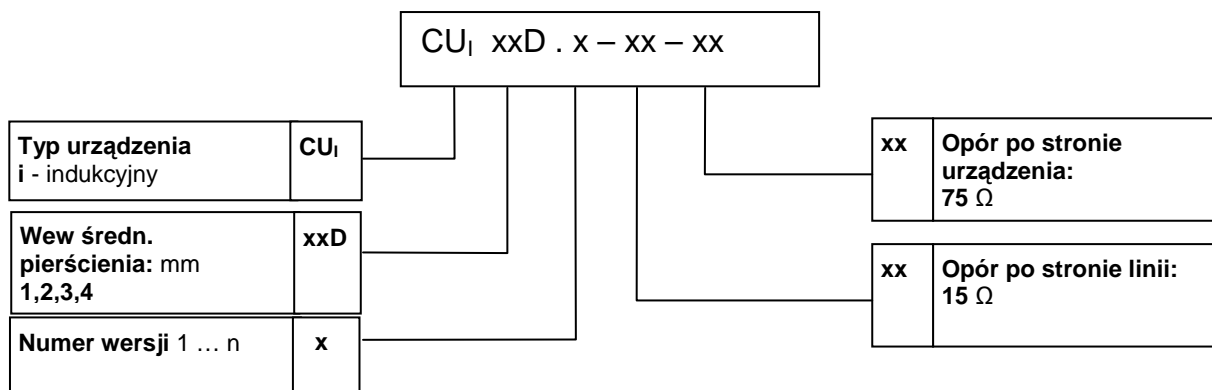 CUI xxD . x – xx – xx
Typ urządzenia
i - indukcyjny
CUI
Wew średn.
pierścienia: mm
1,2,3,4
xxD
Numer wersji 1 … n
x
xx
Opór po stronie
urządzenia:
75 Ω
xx
Opór po stronie linii:
15 Ω